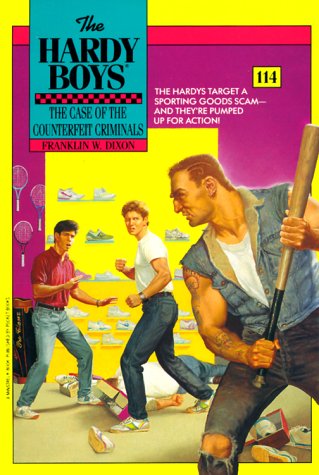 The
HARDY
BOYS
THE CASE OF THE
COUNTERFEIT CRIMINALS
FRANKLIN W. DIXON
114
THE HARDYS TARGET A
SPORTING GOODS SCAM—
AND THEY'RE PUMPED
UP FOR ACTION!